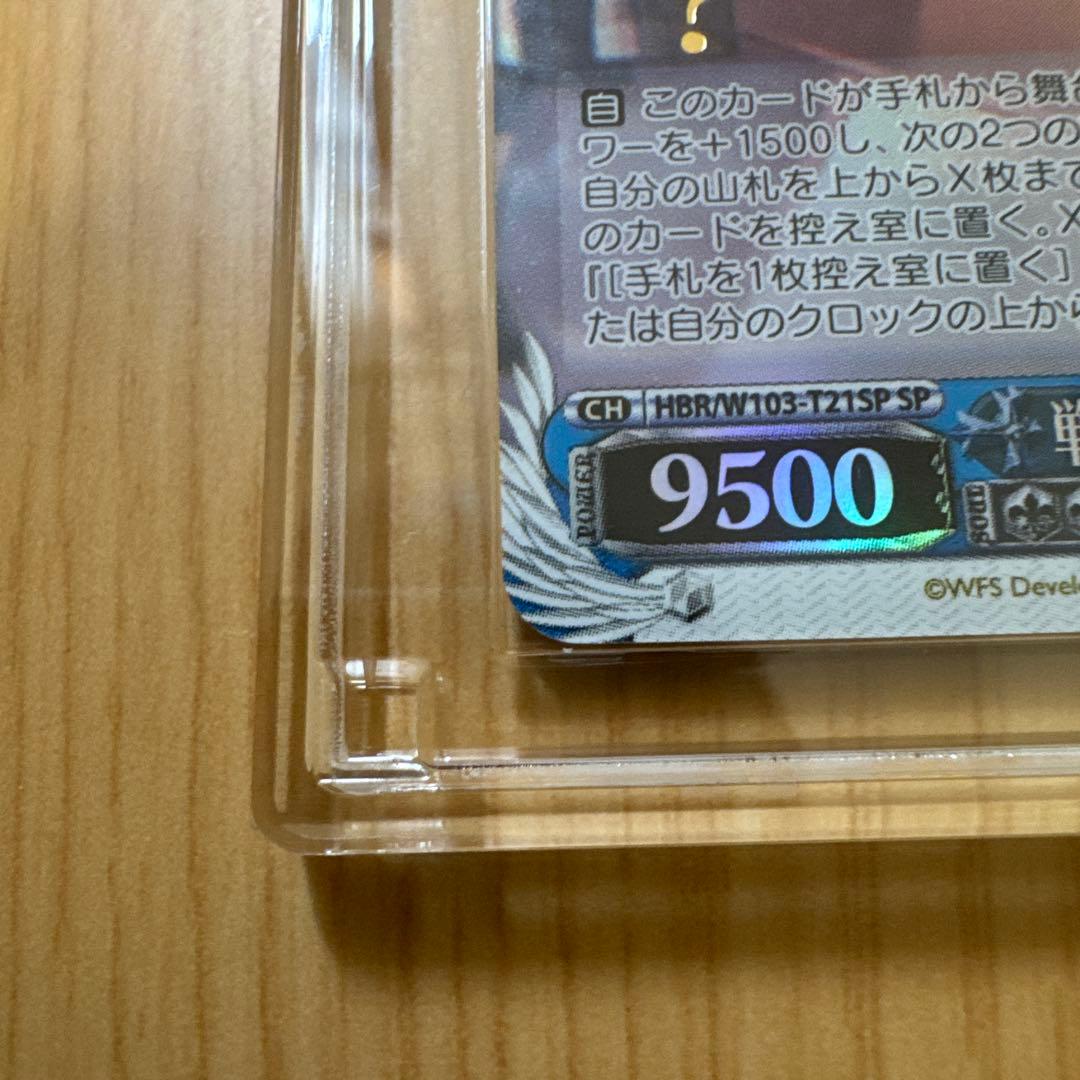 ?
自 このカードが手札から舞台
ワーを+1500し、次の2つの
自分の山札を上からX枚まで
のカードを控え室に置く。X
『[手札を1枚控え室に置く]
たは自分のクロックの上から
CH HBR/W103-T21SP SP
POWER 9500
SOUL
©WFS Devel